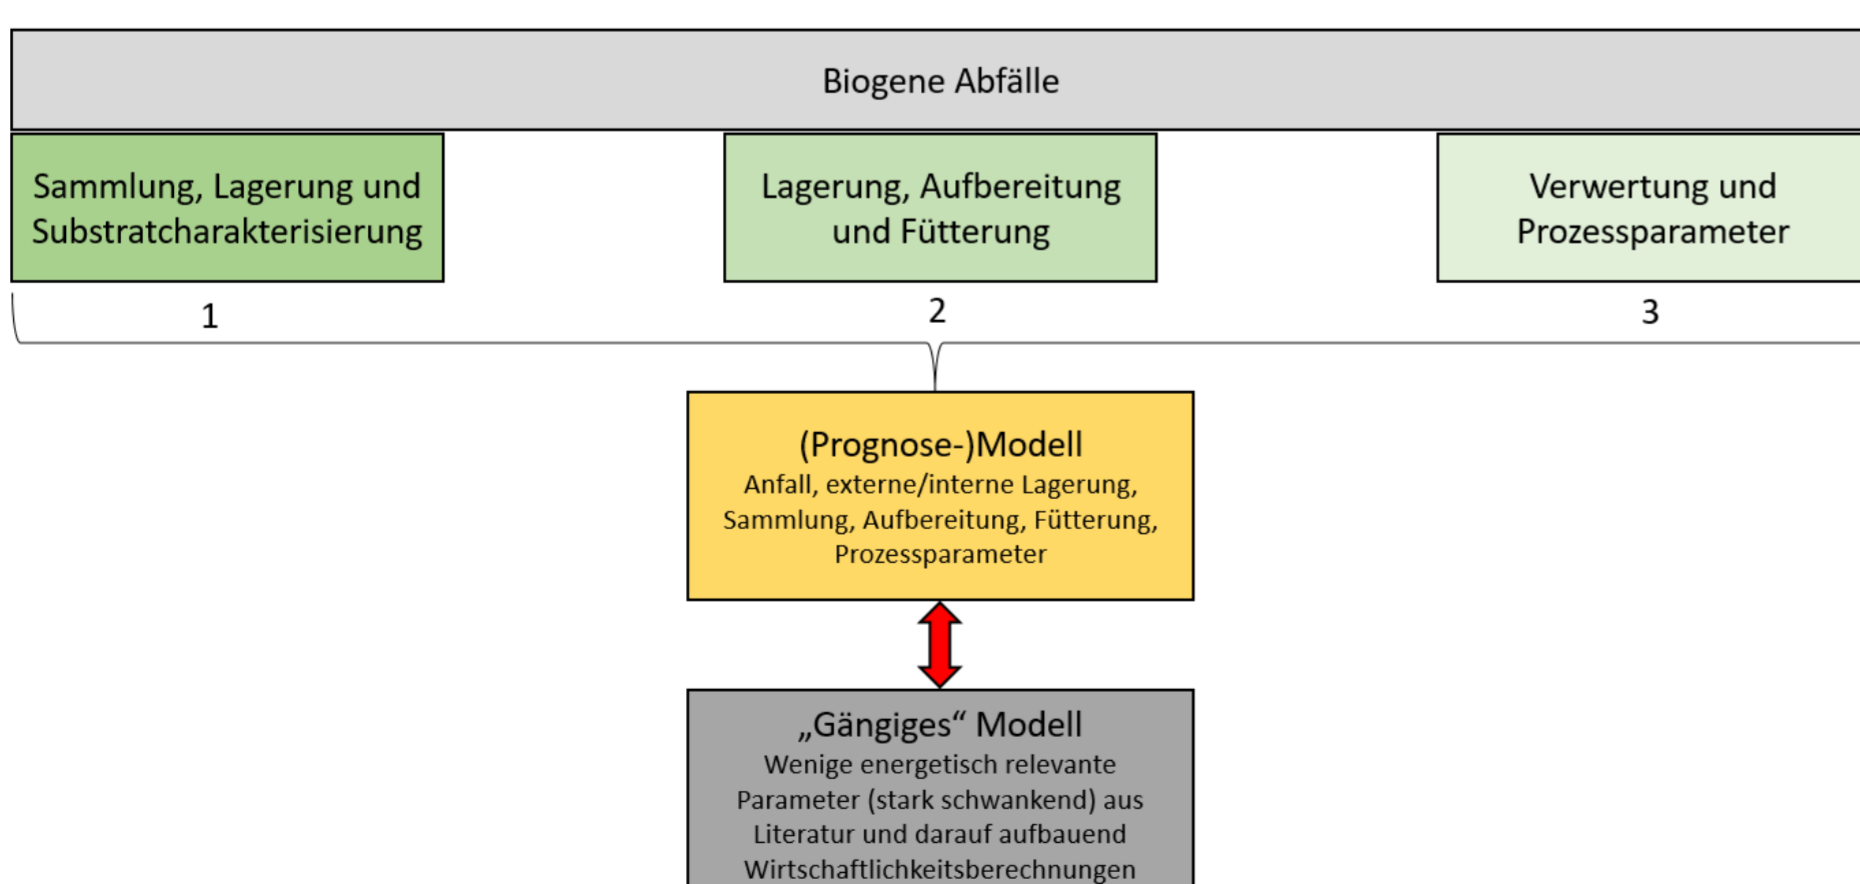 Biogene Abfälle
Sammlung, Lagerung und
Substratcharakterisierung
Lagerung, Aufbereitung
und Fütterung
Verwertung und
Prozessparameter
1
2
3
(Prognose-)Modell
Anfall, externe/interne Lagerung,
Sammlung, Aufbereitung, Fütterung,
Prozessparameter
„Gängiges“ Modell
Wenige energetisch relevante
Parameter (stark schwankend) aus
Literatur und darauf aufbauend
Wirtschaftlichkeitsberechnungen